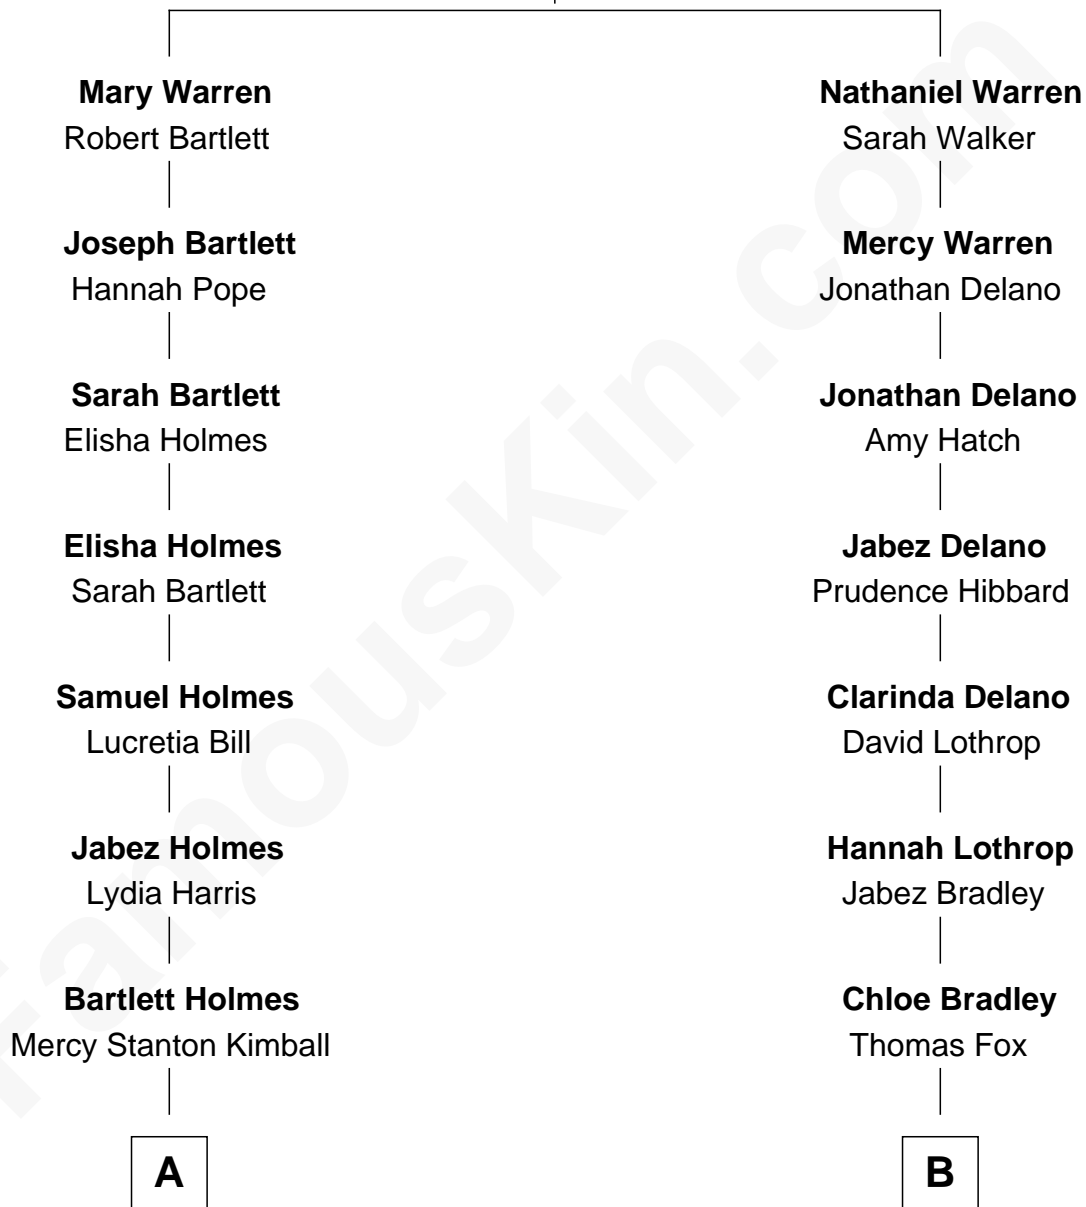 Mary Warren
Robert Bartlett
Joseph Bartlett
Hannah Pope
Sarah Bartlett
Elisha Holmes
Elisha Holmes
Sarah Bartlett
Samuel Holmes
Lucretia Bill
Jabez Holmes
Lydia Harris
Bartlett Holmes
Mercy Stanton Kimball
A
Nathaniel Warren
Sarah Walker
Mercy Warren
Jonathan Delano
Jonathan Delano
Amy Hatch
Jabez Delano
Prudence Hibbard
Clarinda Delano
David Lothrop
Hannah Lothrop
Jabez Bradley
Chloe Bradley
Thomas Fox
B
FamousKin.com